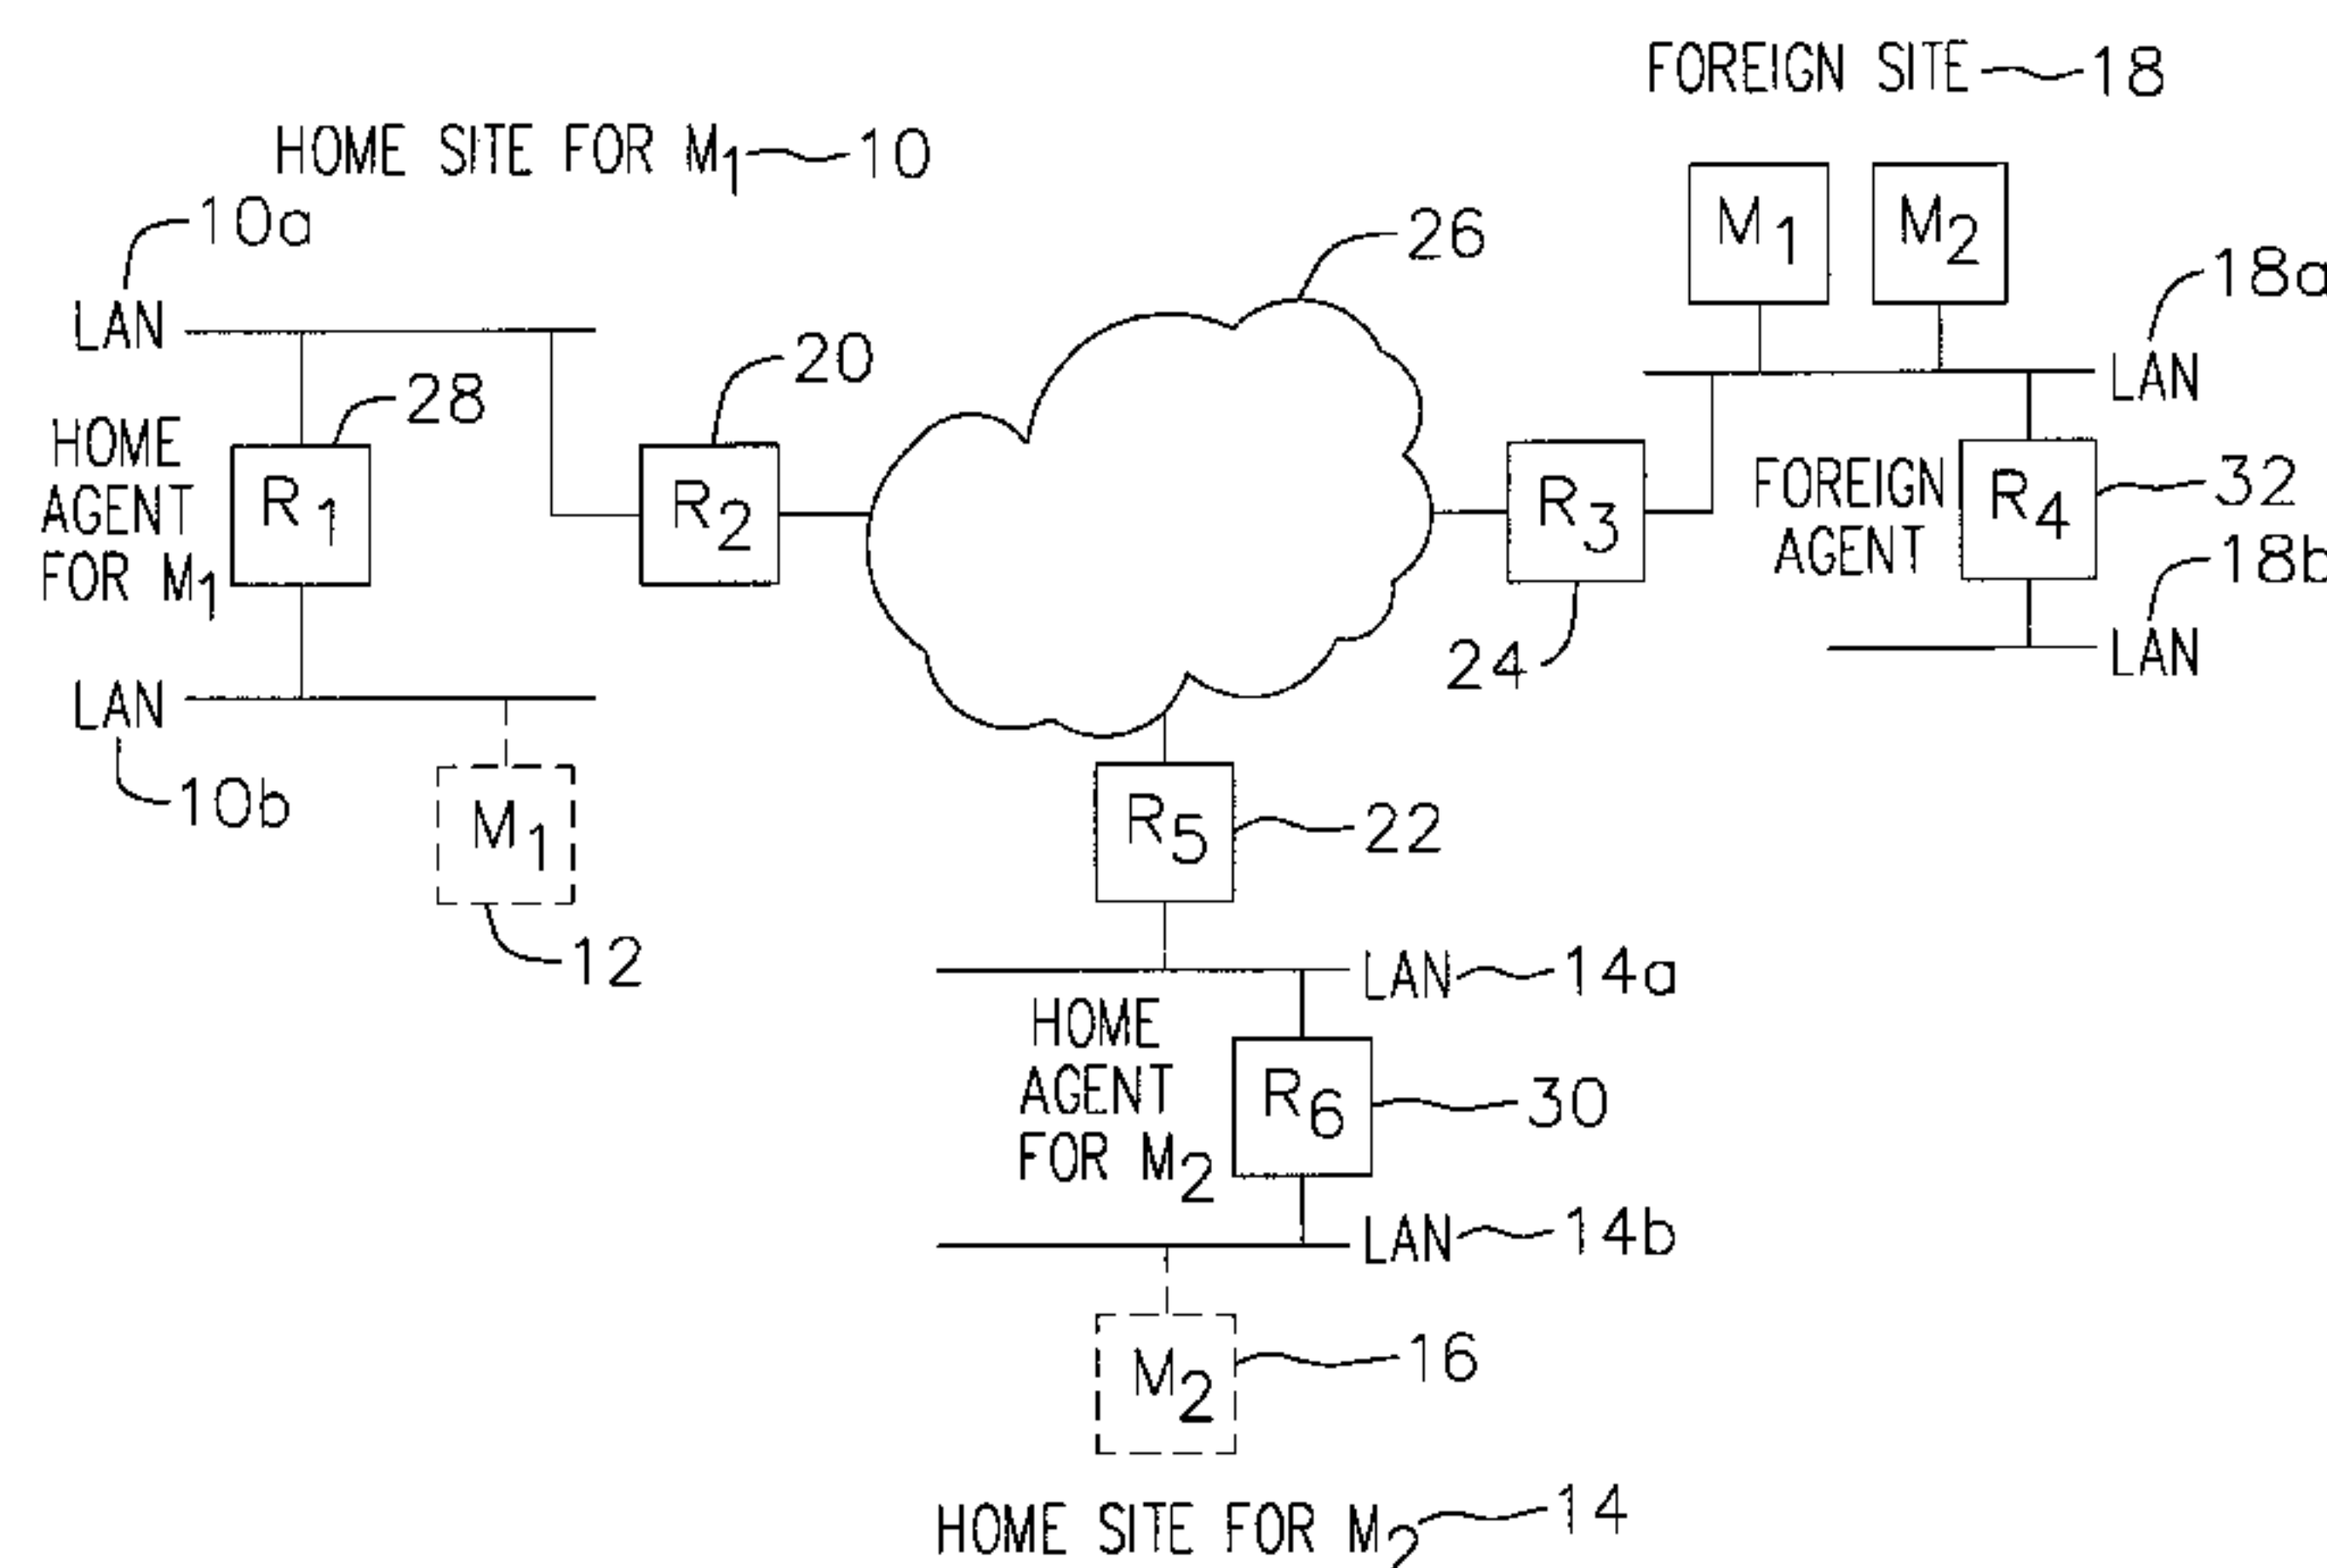 FOREIGN SITE 18
HOME SITE FOR M1 10
10a
LAN
28
20
HOME
AGENT
FOR M1
R1
R2
LAN
10b
M1
12
26
M1
M2
18a
LAN
R3
24
FOREIGN
AGENT
R4
32
18b
LAN
R5
22
LAN 14a
HOME
AGENT
FOR M2
R6
30
LAN 14b
M2
16
HOME SITE FOR M2 14